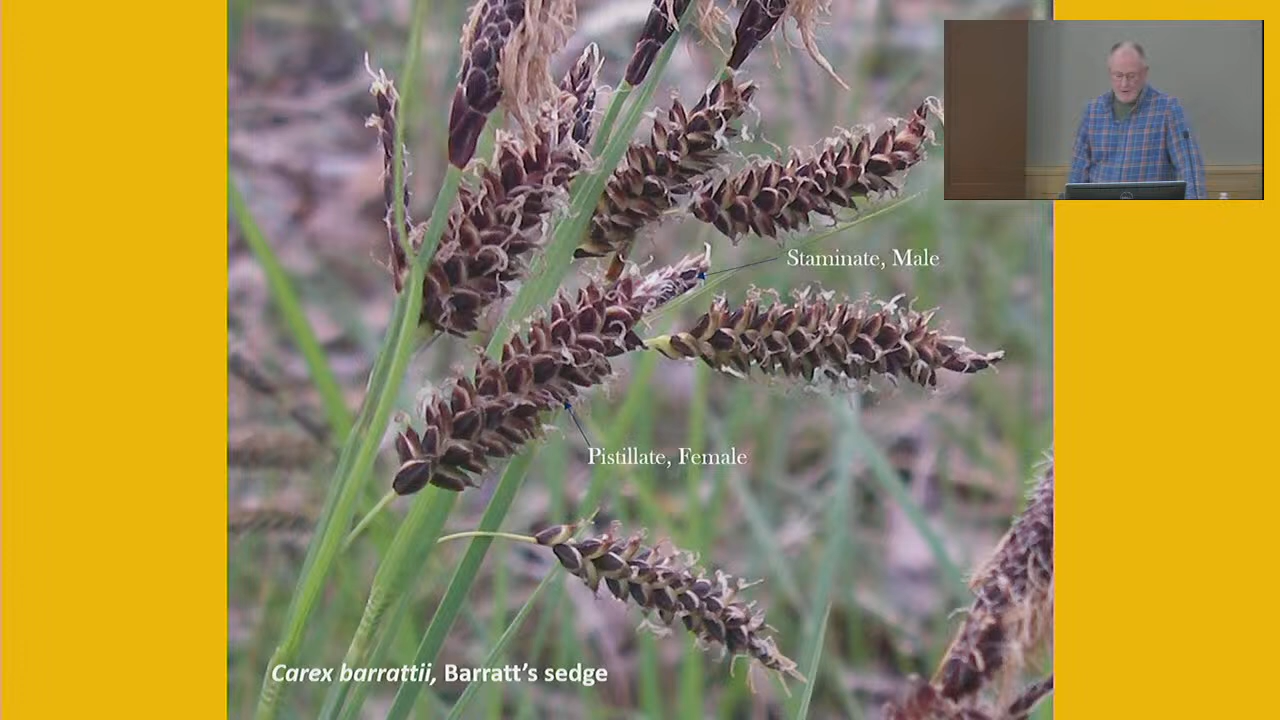 Staminate, Male
Pistillate, Female
Carex barrattii, Barratt's sedge